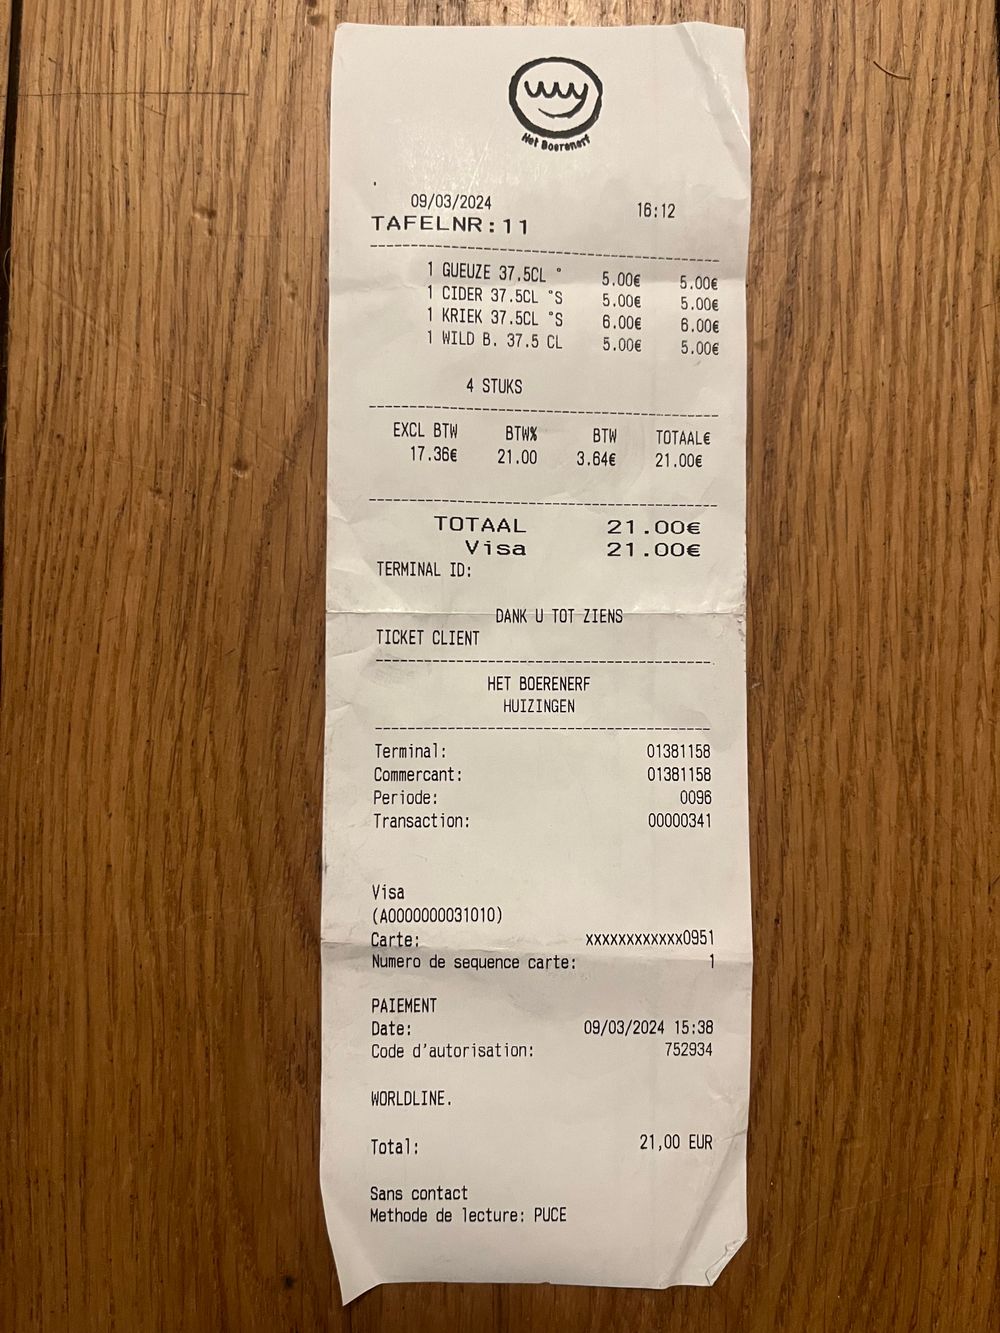 Het Boerenerf
09/03/2024 16:12
TAFELNR:11
1 GUEUZE 37.5CL ° 5.00€ 5.00€
1 CIDER 37.5CL °S 5.00€ 5.00€
1 KRIEK 37.5CL °S 6.00€ 6.00€
1 WILD B. 37.5 CL 5.00€ 5.00€
4 STUKS
EXCL BTW BTW% BTW TOTAAL€
17.36€ 21.00 3.64€ 21.00€
TOTAAL 21.00€
Visa 21.00€
TERMINAL ID:
DANK U TOT ZIENS
TICKET CLIENT
HET BOERENERF
HUIZINGEN
Terminal: 01381158
Commercant: 01381158
Periode: 0096
Transaction: 00000341
Visa
(A0000000031010)
Carte: xxxxxxxxxxxx0951
Numero de sequence carte: 1
PAIEMENT
Date: 09/03/2024 15:38
Code d'autorisation: 752934
WORLDLINE.
Total: 21,00 EUR
Sans contact
Methode de lecture: PUCE